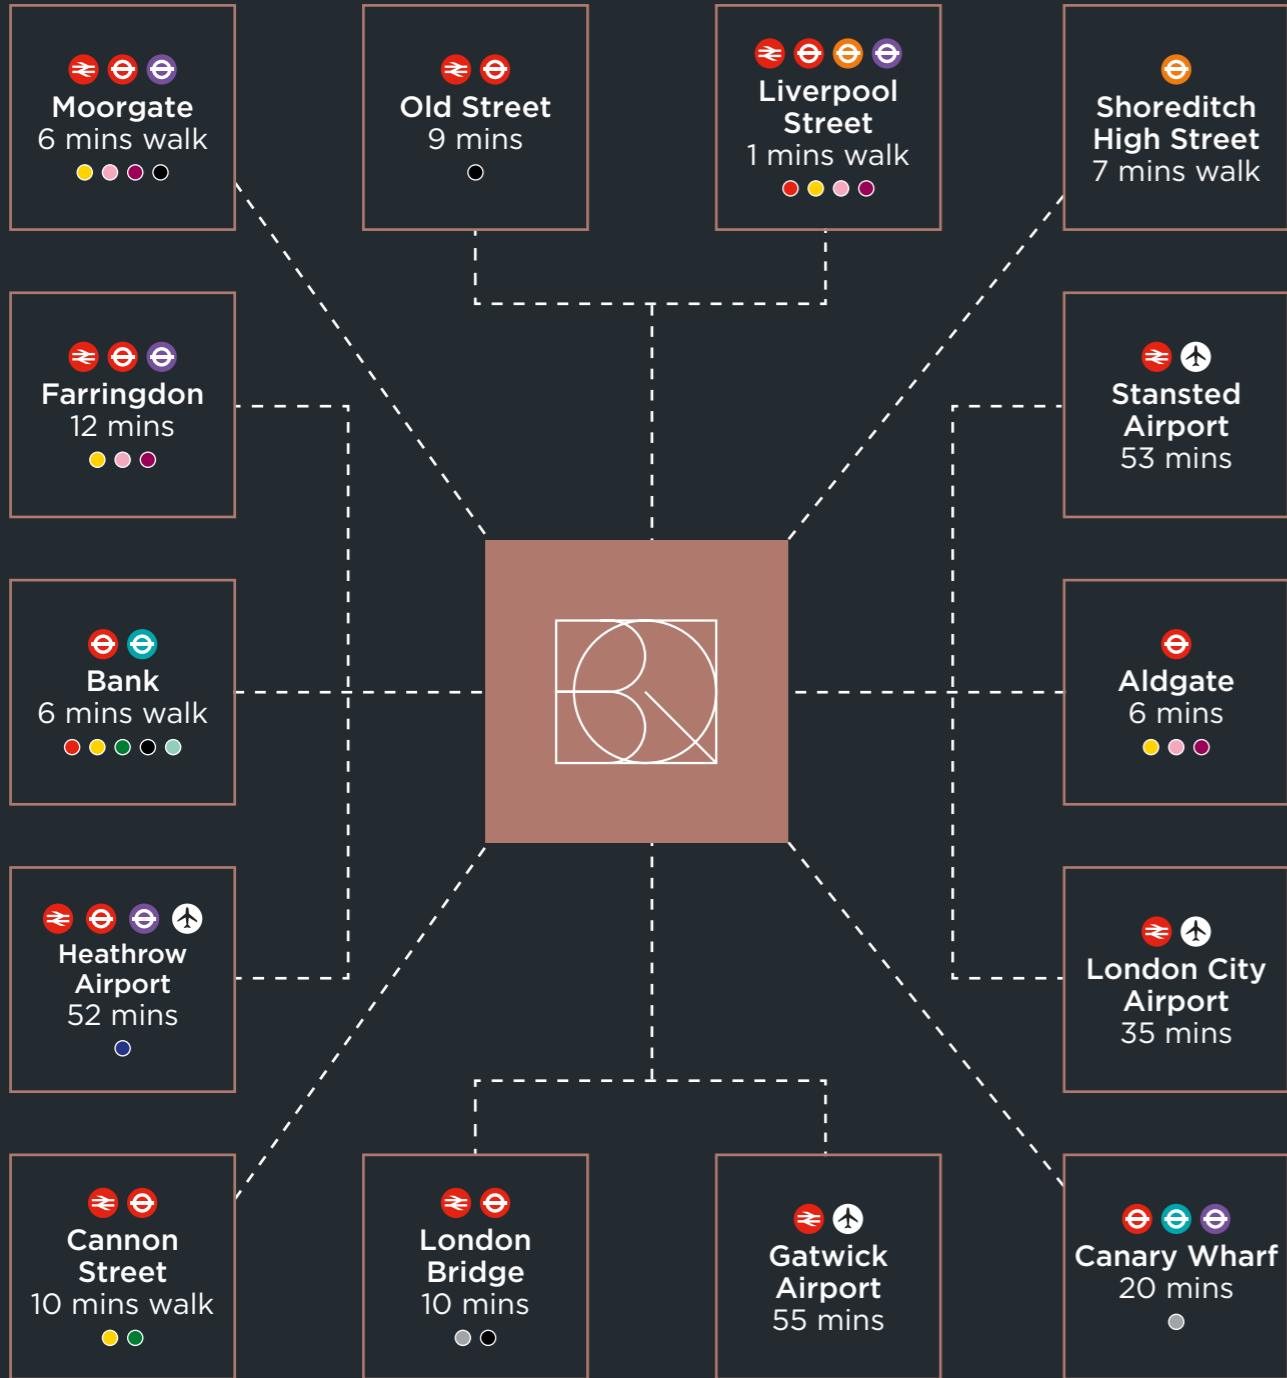 Moorgate
6 mins walk
Old Street
9 mins
Liverpool
Street
1 mins walk
Shoreditch
High Street
7 mins walk
Farringdon
12 mins
Stansted
Airport
53 mins
Bank
6 mins walk
Aldgate
6 mins
Heathrow
Airport
52 mins
London City
Airport
35 mins
Cannon
Street
10 mins walk
London
Bridge
10 mins
Gatwick
Airport
55 mins
Canary Wharf
20 mins